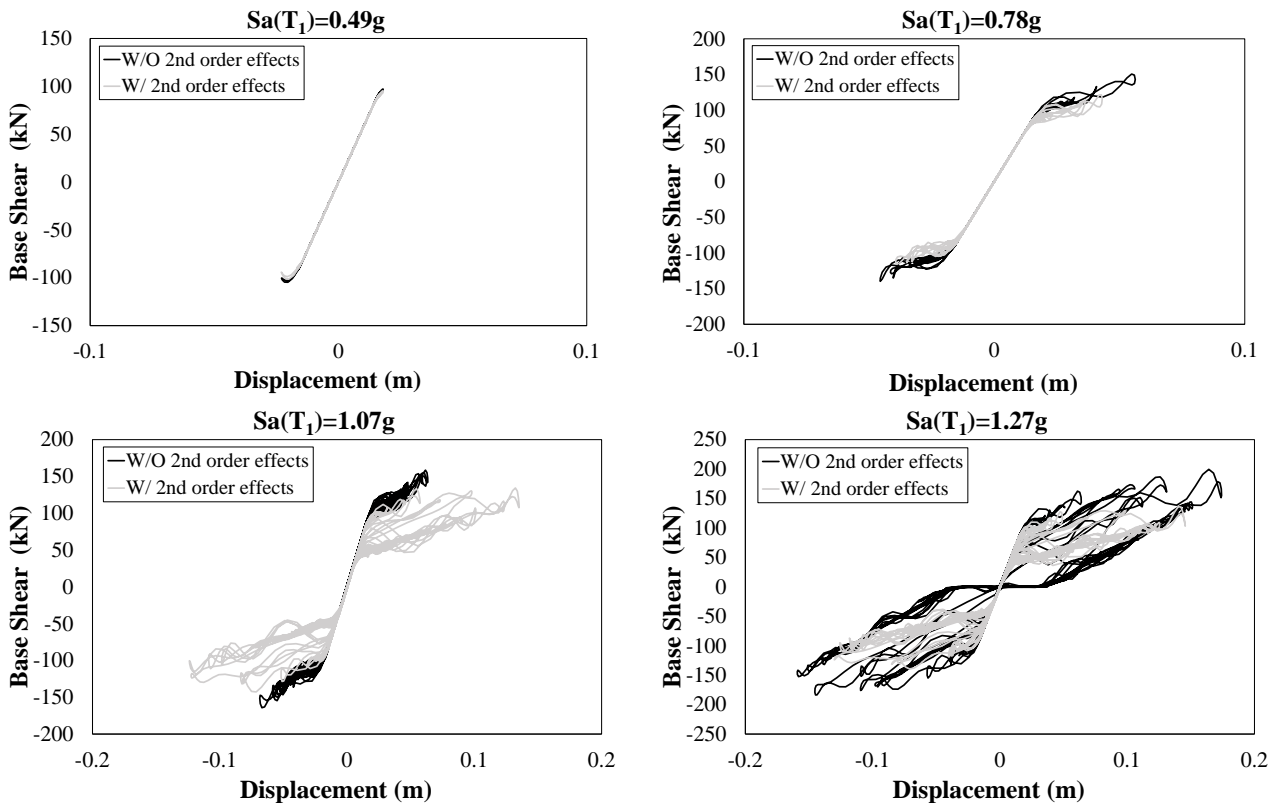 Sa(T₁)=0.49g
150
100
50
0
-50
-100
-150
Base Shear (kN)
W/O 2nd order effects
W/ 2nd order effects
-0.1
0
0.1
Displacement (m)
Sa(T₁)=0.78g
200
150
100
50
0
-50
-100
-150
-200
Base Shear (kN)
W/O 2nd order effects
W/ 2nd order effects
-0.1
0
0.1
Displacement (m)
Sa(T₁)=1.07g
200
150
100
50
0
-50
-100
-150
-200
Base Shear (kN)
W/O 2nd order effects
W/ 2nd order effects
-0.2
-0.1
0
0.1
0.2
Displacement (m)
Sa(T₁)=1.27g
250
200
150
100
50
0
-50
-100
-150
-200
-250
Base Shear (kN)
W/O 2nd order effects
W/ 2nd order effects
-0.2
-0.1
0
0.1
0.2
Displacement (m)